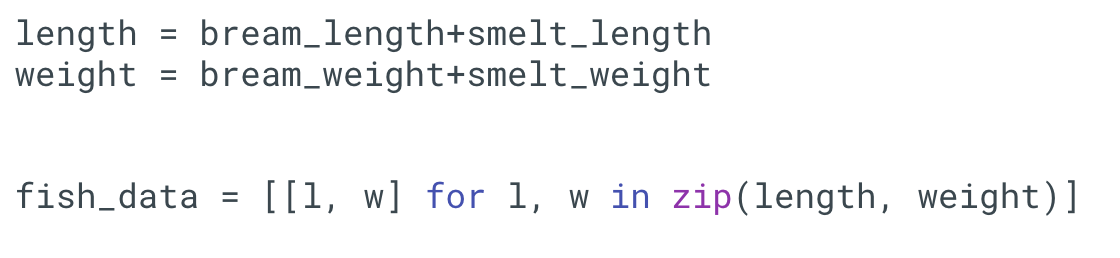 length = bream_length+smelt_length
weight = bream_weight+smelt_weight
fish_data = [[l, w] for l, w in zip(length, weight)]